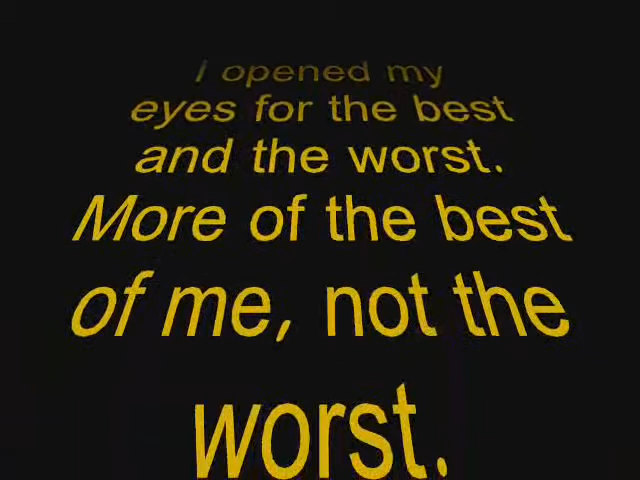 I opened my
eyes for the best
and the worst.
More of the best
of me, not the
worst.